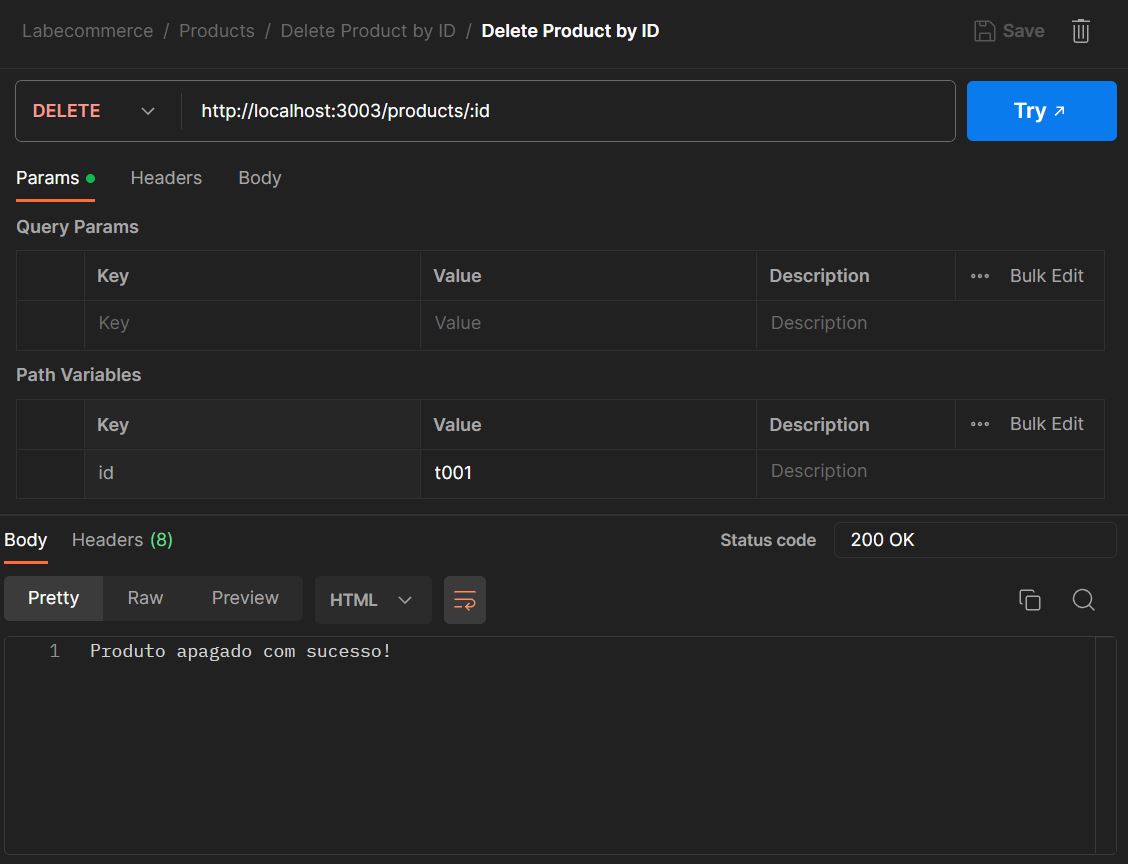 Labecommerce / Products / Delete Product by ID / Delete Product by ID Save
DELETE http://localhost:3003/products/:id Try
Params Headers Body
Query Params
Key Value Description Bulk Edit
Key Value Description
Path Variables
Key Value Description Bulk Edit
id t001 Description
Body Headers (8) Status code 200 OK
Pretty Raw Preview HTML
1 Produto apagado com sucesso!